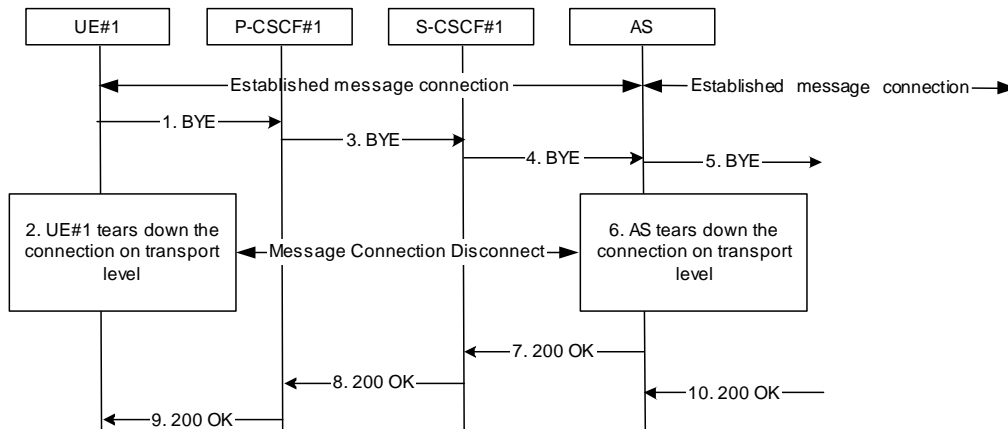 UE#1
P-CSCF#1
S-CSCF#1
AS
Established message connection
Established message connection
1. BYE
3. BYE
4. BYE
5. BYE
2. UE#1 tears down the
connection on transport
level
Message Connection Disconnect
6. AS tears down the
connection on transport
level
7. 200 OK
8. 200 OK
10. 200 OK
9. 200 OK